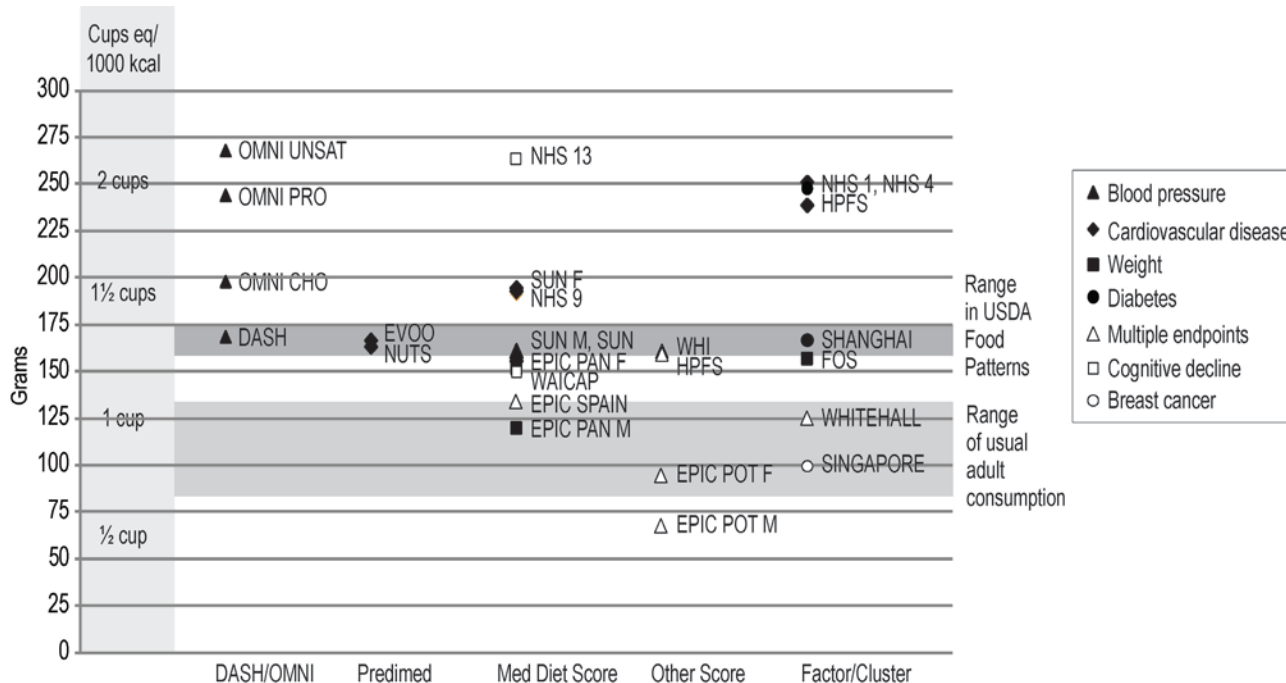 Cups eq/
1000 kcal
300
275
250
225
200
175
150
125
100
75
50
25
0
Grams
2 cups
1½ cups
1 cup
½ cup
OMNI UNSAT
OMNI PRO
OMNI CHO
DASH
EVOO
NUTS
NHS 13
SUN F
NHS 9
SUN M, SUN
EPIC PAN F
WAICAP
EPIC SPAIN
EPIC PAN M
WHI
HPFS
EPIC POT F
EPIC POT M
NHS 1, NHS 4
HPFS
SHANGHAI
FOS
WHITEHALL
SINGAPORE
Range
in USDA
Food
Patterns
Range
of usual
adult
consumption
Blood pressure
Cardiovascular disease
Weight
Diabetes
Multiple endpoints
Cognitive decline
Breast cancer
DASH/OMNI
Predimed
Med Diet Score
Other Score
Factor/Cluster